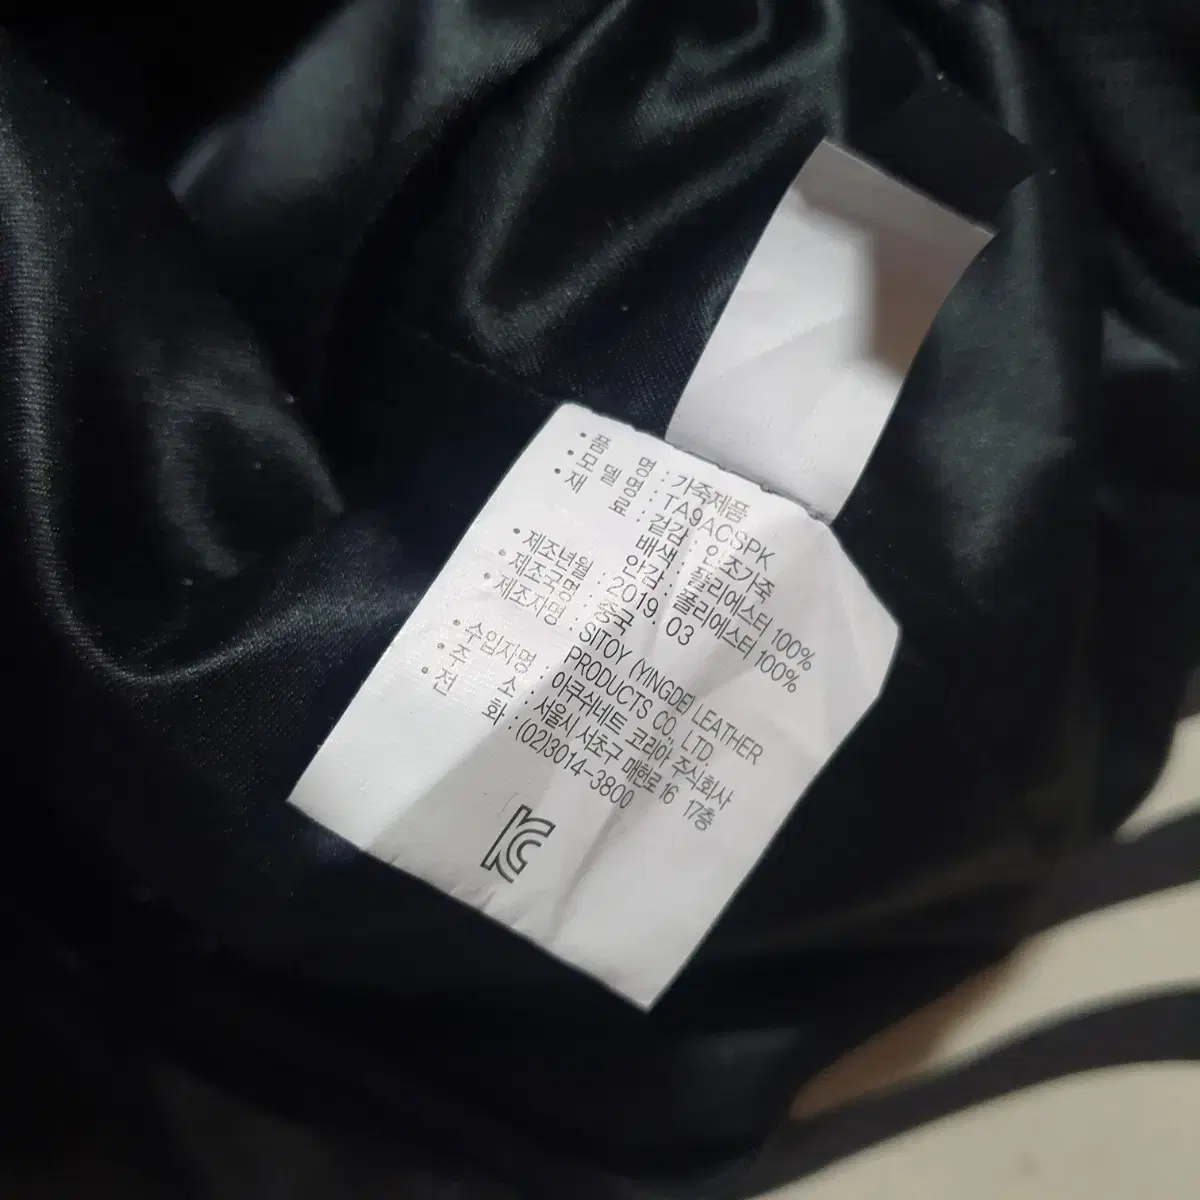 • 품 명 : 가죽제품
• 모 델 명 : TA9ACSPK
• 재 료 : 겉감 : 인조가죽
배색 : 폴리에스터 100%
안감 : 폴리에스터 100%
• 제조년월 : 2019. 03
• 제조국명 : 중국
• 제조자명 : SITOY (YINGDE) LEATHER
PRODUCTS CO., LTD.
• 수입자명 : 아쿠쉬네트 코리아 주식회사
• 주 소 : 서울시 서초구 매헌로 16 17층
• 전 화 : (02)3014-3800
KC